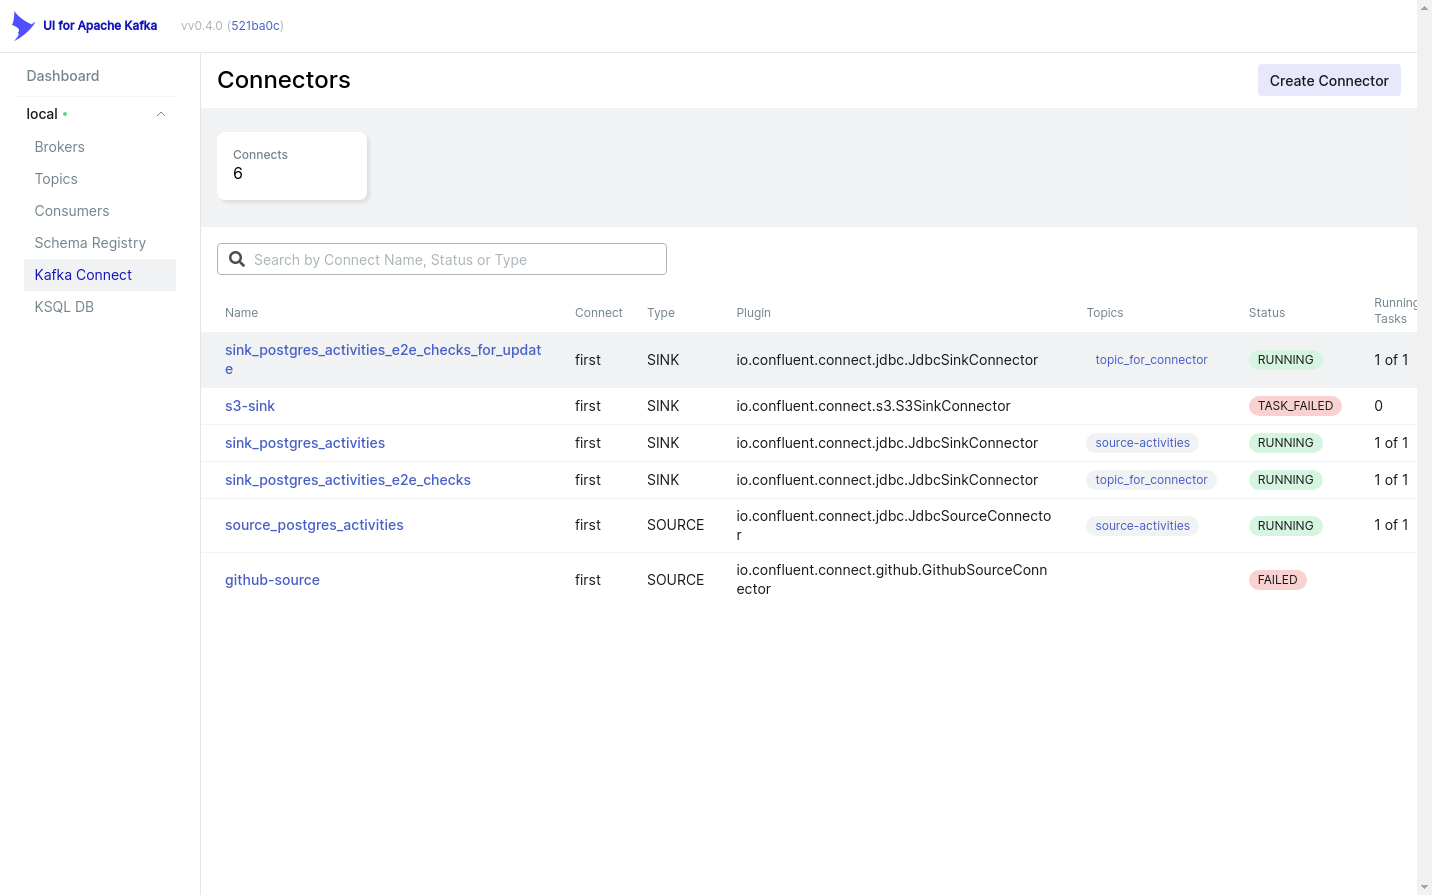 UI for Apache Kafka vv0.4.0 (521ba0c)
Dashboard
local
Brokers
Topics
Consumers
Schema Registry
Kafka Connect
KSQL DB
Connectors
Create Connector
Connects
6
Search by Connect Name, Status or Type
Name Connect Type Plugin Topics Status Running
Tasks
sink_postgres_activities_e2e_checks_for_updat
e
first SINK io.confluent.connect.jdbc.JdbcSinkConnector topic_for_connector RUNNING 1 of 1
s3-sink first SINK io.confluent.connect.s3.S3SinkConnector TASK_FAILED 0
sink_postgres_activities first SINK io.confluent.connect.jdbc.JdbcSinkConnector source-activities RUNNING 1 of 1
sink_postgres_activities_e2e_checks first SINK io.confluent.connect.jdbc.JdbcSinkConnector topic_for_connector RUNNING 1 of 1
source_postgres_activities first SOURCE io.confluent.connect.jdbc.JdbcSourceConnecto
r
source-activities RUNNING 1 of 1
github-source first SOURCE io.confluent.connect.github.GithubSourceConn
ector
FAILED